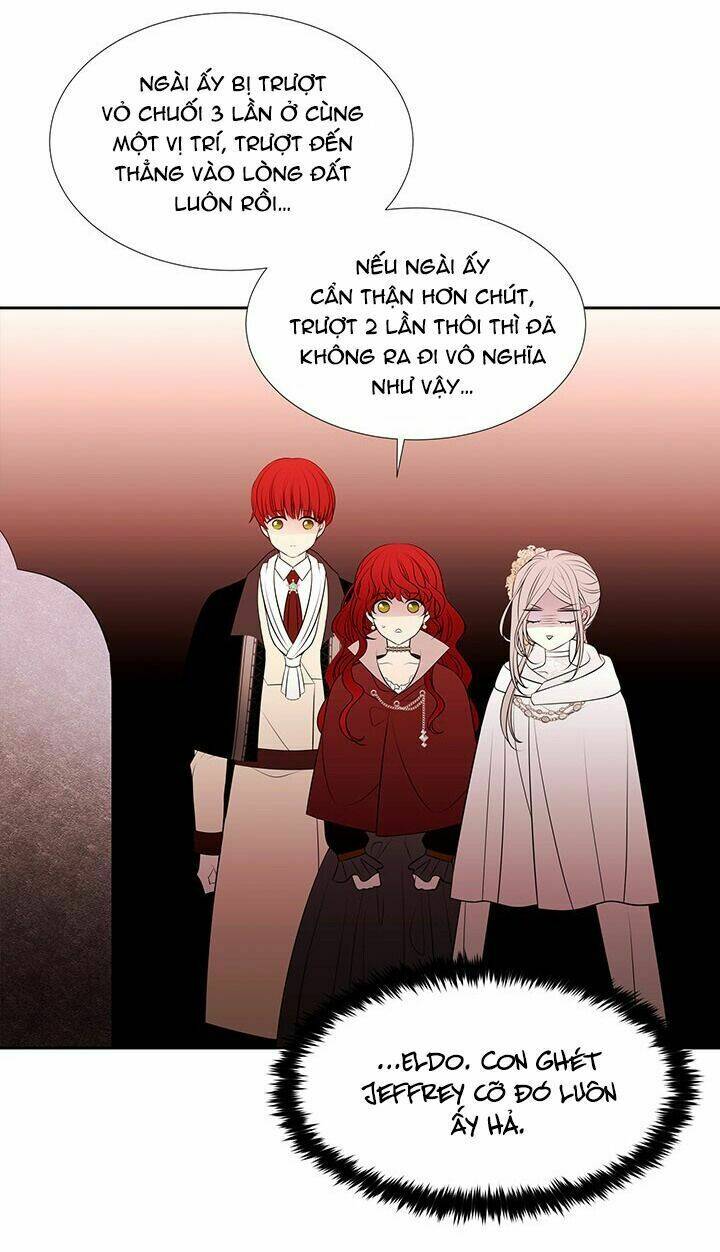 NGÀI ẤY BỊ TRƯỢT
VỎ CHUỐI 3 LẦN Ở CÙNG
MỘT VỊ TRÍ, TRƯỢT ĐẾN
THẲNG VÀO LÒNG ĐẤT
LUÔN RỒI...
NẾU NGÀI ẤY
CẨN THẬN HƠN CHÚT,
TRƯỢT 2 LẦN THÔI THÌ ĐÃ
KHÔNG RA ĐI VÔ NGHĨA
NHƯ VẬY...
...ELDO. CON GHÉT
JEFFREY CỠ ĐÓ LUÔN
ẤY HẢ.